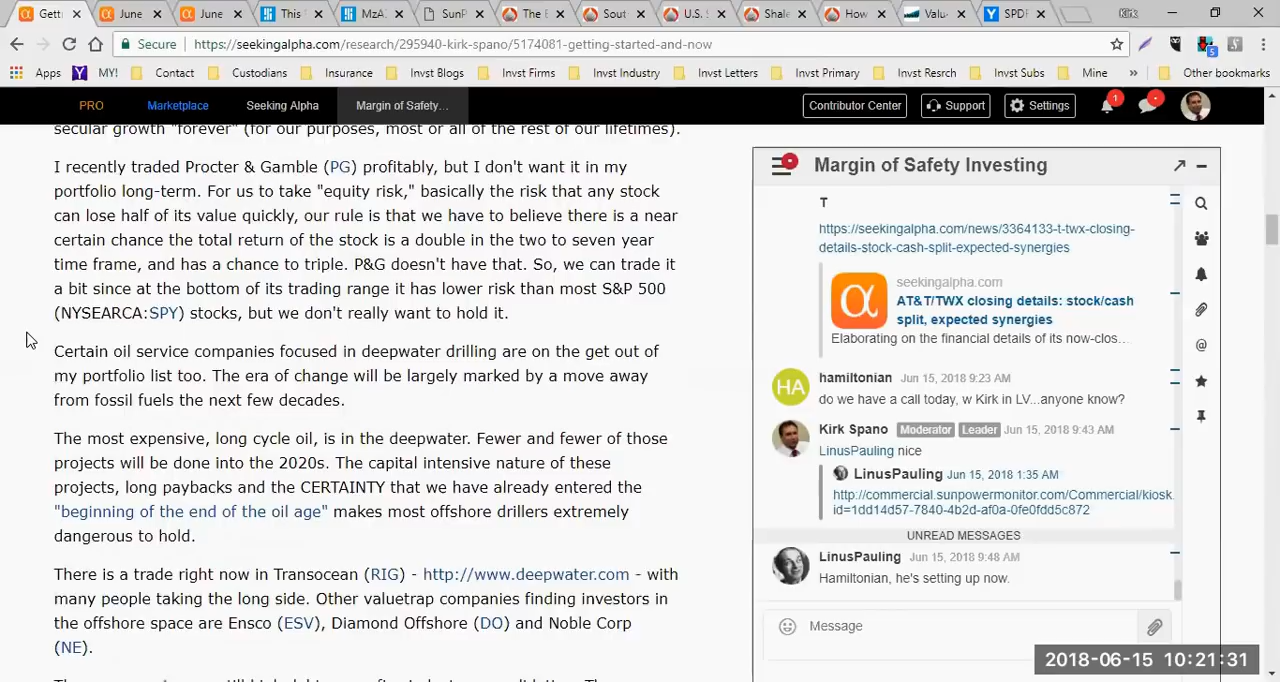 Getti
June
June
This
MzA
SunP
The E
Sout
U.S.
Shale
How
Valu-
SPDF
Kirk
Secure
https://seekingalpha.com/research/295940-kirk-spano/5174081-getting-started-and-now
Apps
MY!
Contact
Custodians
Insurance
Invst Blogs
Invst Firms
Invst Industry
Invst Letters
Invst Primary
Invst Resrch
Invst Subs
Mine
»
Other bookmarks
PRO
Marketplace
Seeking Alpha
Margin of Safety...
Contributor Center
Support
Settings
1
secular growth "forever" (for our purposes, most or all of the rest of our lifetimes).
I recently traded Procter & Gamble (PG) profitably, but I don't want it in my
portfolio long-term. For us to take "equity risk," basically the risk that any stock
can lose half of its value quickly, our rule is that we have to believe there is a near
certain chance the total return of the stock is a double in the two to seven year
time frame, and has a chance to triple. P&G doesn't have that. So, we can trade it
a bit since at the bottom of its trading range it has lower risk than most S&P 500
(NYSEARCA:SPY) stocks, but we don't really want to hold it.
Certain oil service companies focused in deepwater drilling are on the get out of
my portfolio list too. The era of change will be largely marked by a move away
from fossil fuels the next few decades.
The most expensive, long cycle oil, is in the deepwater. Fewer and fewer of those
projects will be done into the 2020s. The capital intensive nature of these
projects, long paybacks and the CERTAINTY that we have already entered the
"beginning of the end of the oil age" makes most offshore drillers extremely
dangerous to hold.
There is a trade right now in Transocean (RIG) - http://www.deepwater.com - with
many people taking the long side. Other valuetrap companies finding investors in
the offshore space are Ensco (ESV), Diamond Offshore (DO) and Noble Corp
(NE).
Margin of Safety Investing
T
https://seekingalpha.com/news/3364133-t-twx-closing-
details-stock-cash-split-expected-synergies
seekingalpha.com
AT&T/TWX closing details: stock/cash
split, expected synergies
Elaborating on the financial details of its now-clos...
HA
hamiltonian Jun 15, 2018 9:23 AM
do we have a call today, w Kirk in LV...anyone know?
Kirk Spano Moderator Leader Jun 15, 2018 9:43 AM
LinusPauling nice
LinusPauling Jun 15, 2018 1:35 AM
http://commercial.sunpowermonitor.com/Commercial/kiosk.
id=1dd14d57-7840-4b2d-af0a-0fe0fdd5c872
UNREAD MESSAGES
LinusPauling Jun 15, 2018 9:48 AM
Hamiltonian, he's setting up now.
Message
2018-06-15 10:21:31